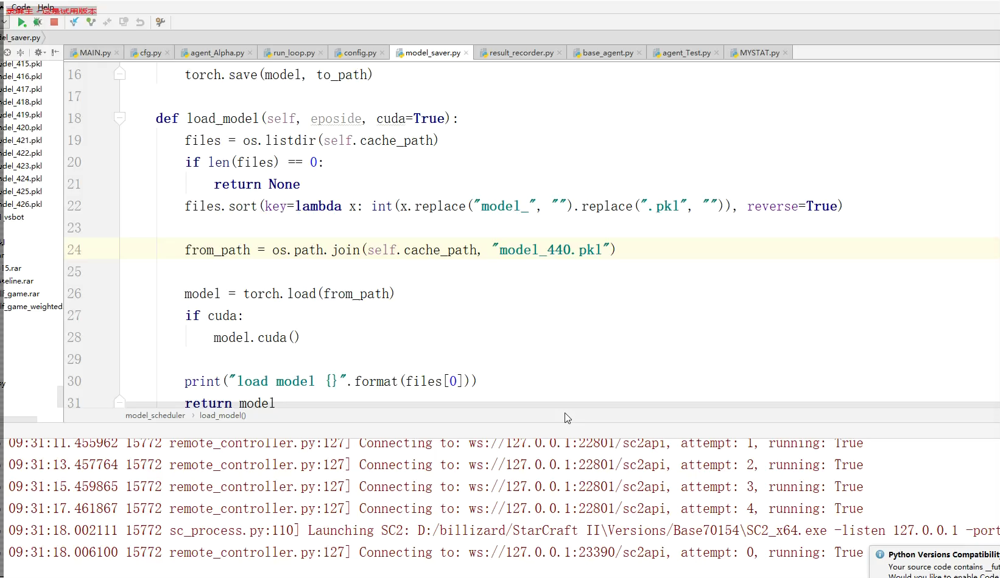 Code Help
录屏王 - 这是试用版本
el_saver.py
MAIN.py × cfg.py × agent_Alpha.py × run_loop.py × config.py × model_saver.py × result_recorder.py × base_agent.py × agent_Test.py × MYSTAT.py ×
del_415.pkl
del_416.pkl
del_417.pkl
del_418.pkl
del_419.pkl
del_420.pkl
del_421.pkl
del_422.pkl
del_423.pkl
del_424.pkl
del_425.pkl
del_426.pkl
vsbot
15.rar
seline.rar
lf_game.rar
lf_game_weighted.
16 torch.save(model, to_path)
17
18 def load_model(self, eposide, cuda=True):
19 files = os.listdir(self.cache_path)
20 if len(files) == 0:
21 return None
22 files.sort(key=lambda x: int(x.replace("model_", "").replace(".pkl", "")), reverse=True)
23
24 from_path = os.path.join(self.cache_path, "model_440.pkl")
25
26 model = torch.load(from_path)
27 if cuda:
28 model.cuda()
29
30 print("load model {}".format(files[0]))
31 return model
model_scheduler › load_model()
09:31:11.455962 15772 remote_controller.py:127] Connecting to: ws://127.0.0.1:22801/sc2api, attempt: 1, running: True
09:31:13.457764 15772 remote_controller.py:127] Connecting to: ws://127.0.0.1:22801/sc2api, attempt: 2, running: True
09:31:15.459865 15772 remote_controller.py:127] Connecting to: ws://127.0.0.1:22801/sc2api, attempt: 3, running: True
09:31:17.461867 15772 remote_controller.py:127] Connecting to: ws://127.0.0.1:22801/sc2api, attempt: 4, running: True
09:31:18.002111 15772 sc_process.py:110] Launching SC2: D:/billizard/StarCraft II\Versions/Base70154\SC2_x64.exe -listen 127.0.0.1 -port
09:31:18.006100 15772 remote_controller.py:127] Connecting to: ws://127.0.0.1:23390/sc2api, attempt: 0, running: True
Python Versions Compatibility
Your source code contains __fut
Would you like to enable Code